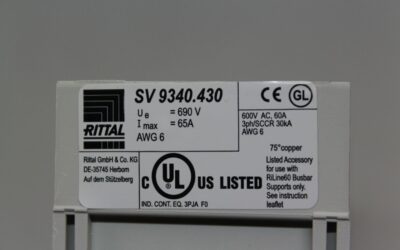 SV 9340.430
Ue = 690 V
Imax = 65A
AWG 6
RITTAL
CE GL
600V AC, 60A
3ph/SCCR 30kA
AWG 6
75°copper
Rittal GmbH & Co. KG
DE-35745 Herborn
Auf dem Stützelberg
C UL US LISTED
IND. CONT. EQ. 3PJA F0
Listed Accessory
for use with
RiLine60 Busbar
Supports only.
See instruction
leaflet